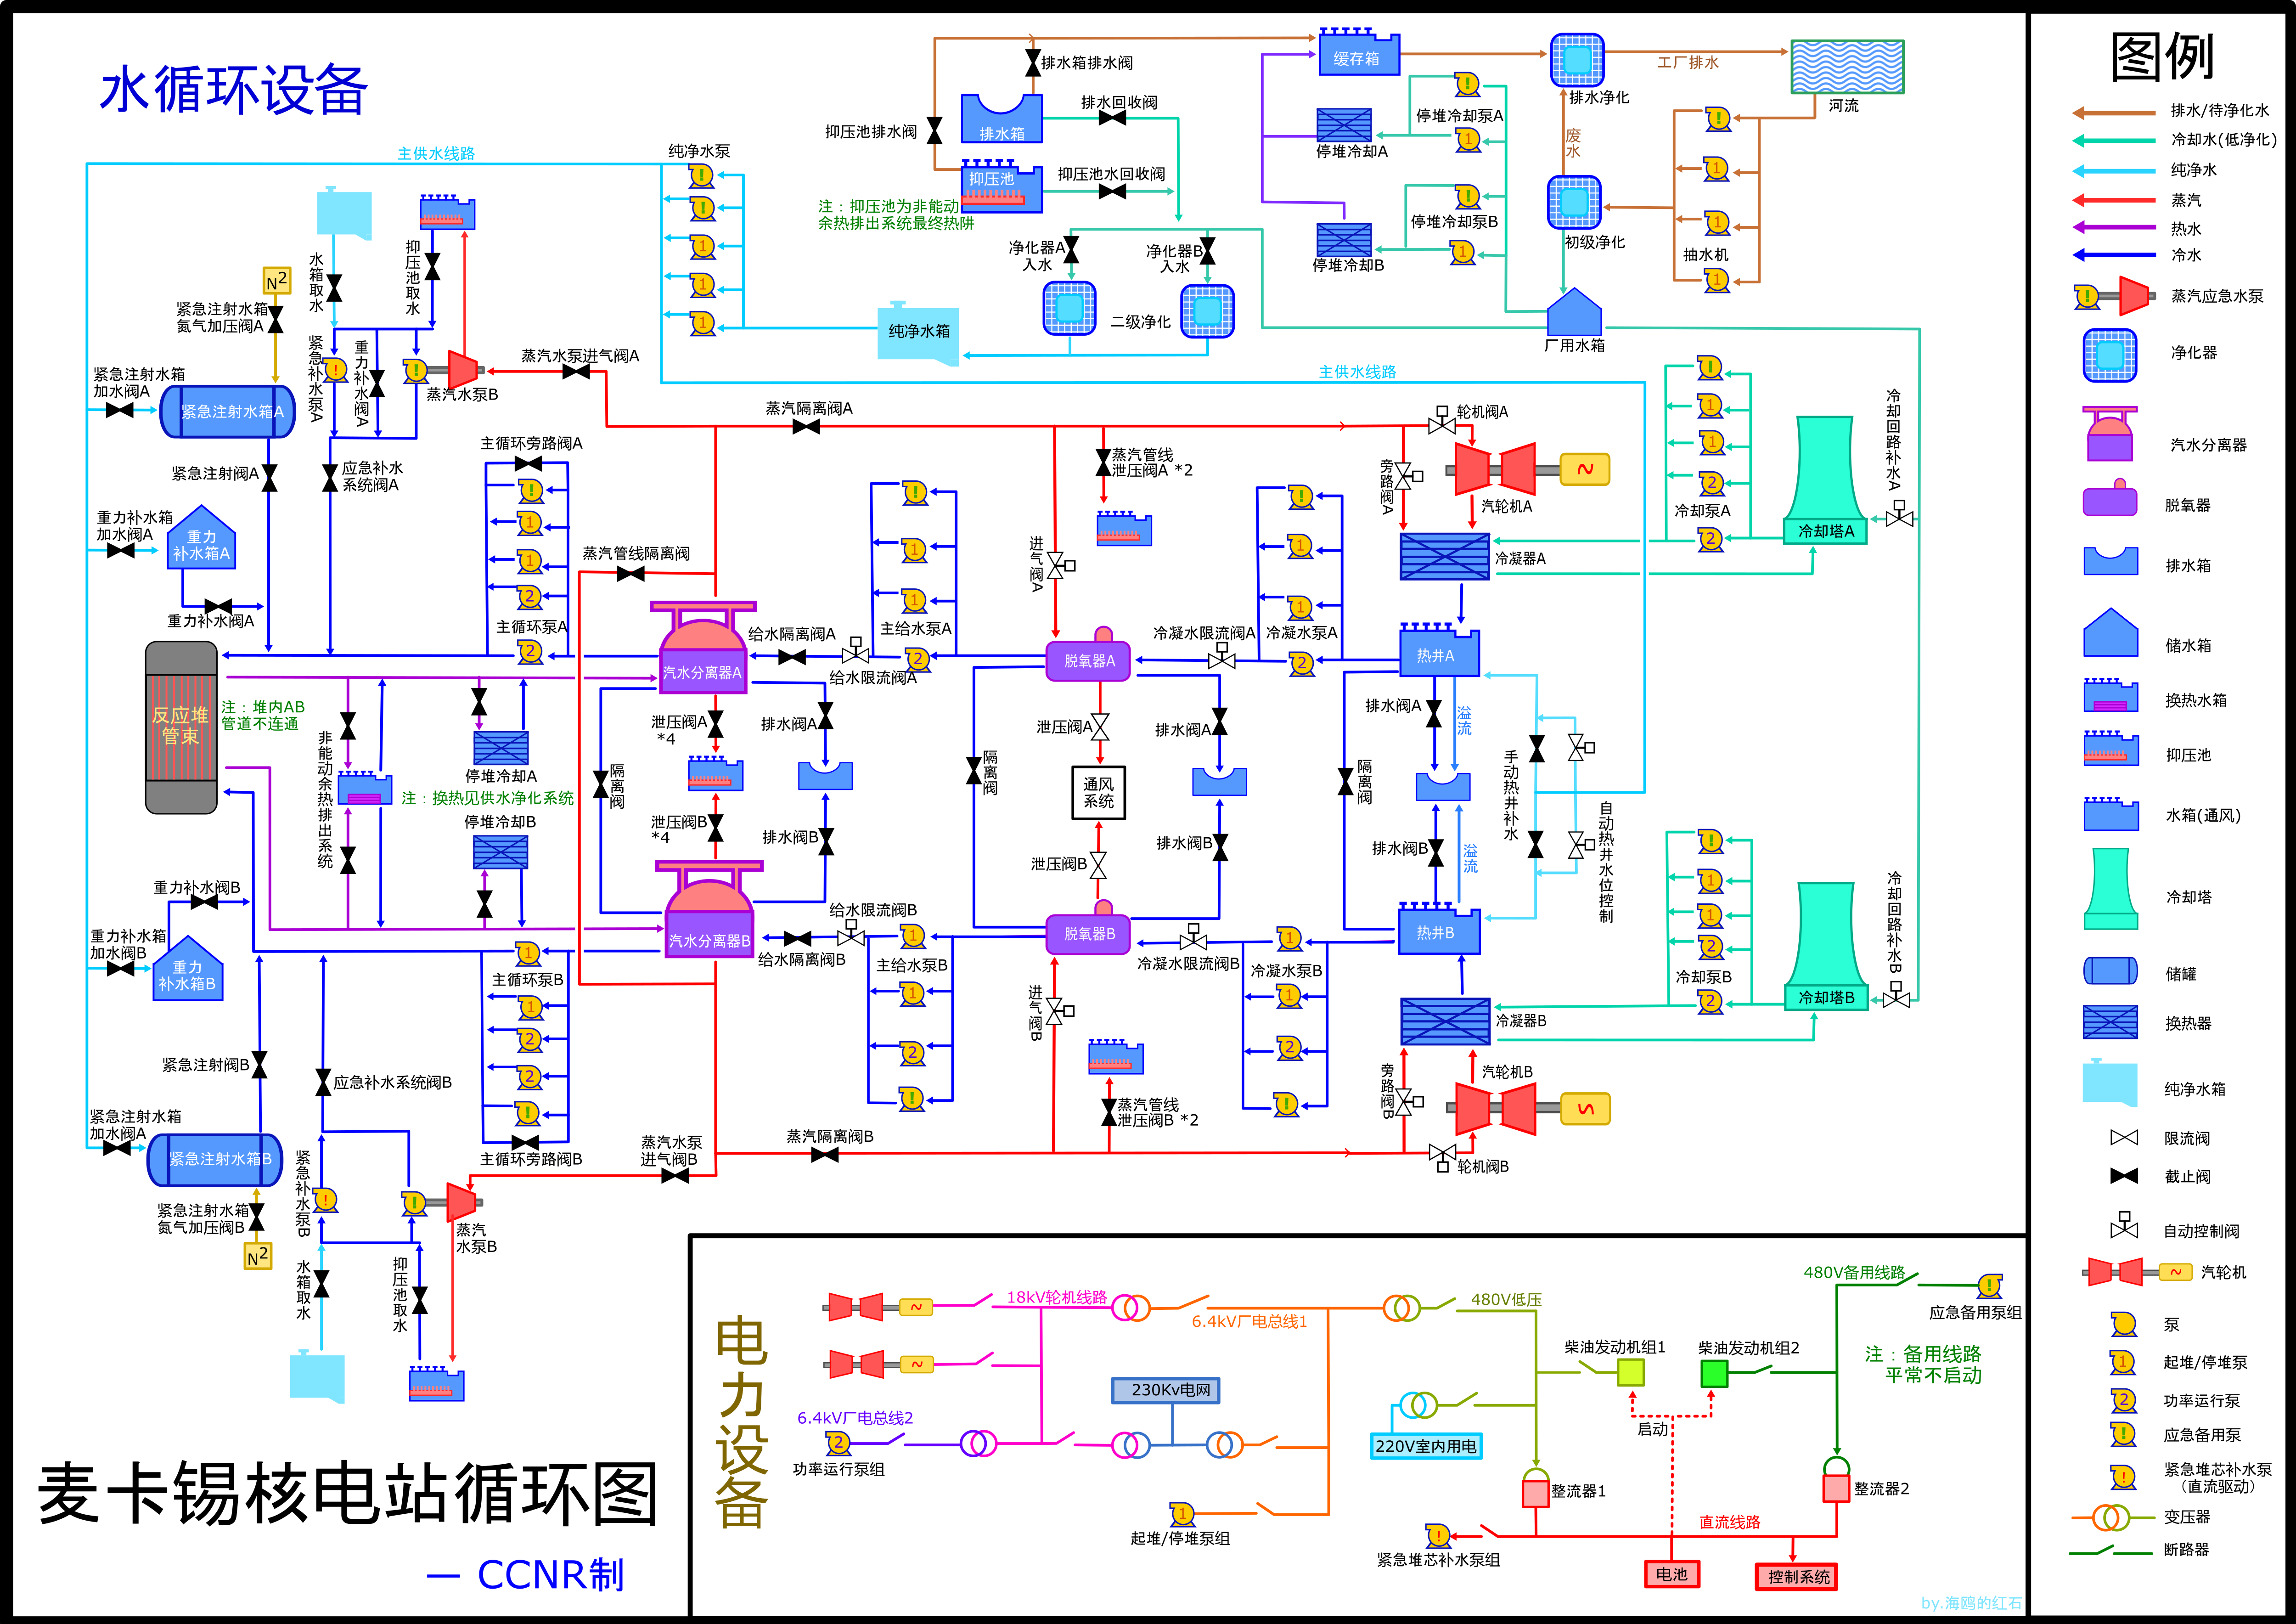 水循环设备
图例
排水/待净化水
冷却水(低净化)
纯净水
蒸汽
热水
冷水
蒸汽应急水泵
净化器
汽水分离器
脱氧器
排水箱
储水箱
换热水箱
抑压池
水箱(通风)
冷却塔
储罐
换热器
纯净水箱
限流阀
截止阀
自动控制阀
汽轮机
泵
起堆/停堆泵
功率运行泵
应急备用泵
紧急堆芯补水泵
(直流驱动)
变压器
断路器
排水箱排水阀
排水回收阀
抑压池排水阀
排水箱
抑压池
抑压池水回收阀
注：抑压池为非能动
余热排出系统最终热阱
缓存箱
停堆冷却泵A
停堆冷却A
停堆冷却泵B
停堆冷却B
排水净化
工厂排水
河流
废水
初级净化
抽水机
厂用水箱
净化器A
入水
净化器B
入水
二级净化
纯净水箱
纯净水泵
主供水线路
主供水线路
水箱取水
抑压池取水
N2
紧急注射水箱
氮气加压阀A
紧急注射水箱
加水阀A
紧急注射水箱A
紧急补水泵A
重力补水阀A
蒸汽水泵B
蒸汽水泵进气阀A
紧急注射阀A
应急补水
系统阀A
重力补水箱
加水阀A
重力
补水箱A
重力补水阀A
主循环旁路阀A
主循环泵A
蒸汽隔离阀A
蒸汽管线隔离阀
汽水分离器A
给水隔离阀A
给水限流阀A
主给水泵A
蒸汽管线
泄压阀A *2
进气阀A
脱氧器A
冷凝水限流阀A
冷凝水泵A
轮机阀A
旁路阀A
汽轮机A
冷凝器A
热井A
冷却泵A
冷却塔A
冷却回路补水A
反应堆
管束
注：堆内AB
管道不连通
非能动余热排出系统
停堆冷却A
注：换热见供水净化系统
停堆冷却B
隔离阀
泄压阀A
*4
泄压阀B
*4
排水阀A
排水阀B
隔离阀
泄压阀A
通风
系统
泄压阀B
排水阀A
排水阀B
隔离阀
排水阀A
溢流
排水阀B
溢流
手动热井补水
自动热井水位控制
汽水分离器B
给水限流阀B
给水隔离阀B
主给水泵B
脱氧器B
冷凝水限流阀B
冷凝水泵B
热井B
冷凝器B
冷却泵B
冷却塔B
冷却回路补水B
重力补水阀B
重力补水箱
加水阀B
重力
补水箱B
紧急注射阀B
应急补水系统阀B
紧急注射水箱
加水阀A
紧急注射水箱B
紧急注射水箱
氮气加压阀B
N2
紧急补水泵B
水箱取水
抑压池取水
蒸汽
水泵B
主循环泵B
主循环旁路阀B
蒸汽水泵
进气阀B
蒸汽隔离阀B
进气阀B
蒸汽管线
泄压阀B *2
旁路阀B
汽轮机B
轮机阀B
电力设备
18kV轮机线路
6.4kV厂电总线1
480V低压
6.4kV厂电总线2
功率运行泵组
230Kv电网
起堆/停堆泵组
220V室内用电
柴油发动机组1
柴油发动机组2
启动
480V备用线路
应急备用泵组
注：备用线路
平常不启动
整流器1
整流器2
直流线路
紧急堆芯补水泵组
电池
控制系统
麦卡锡核电站循环图
— CCNR制
by.海鸥的红石